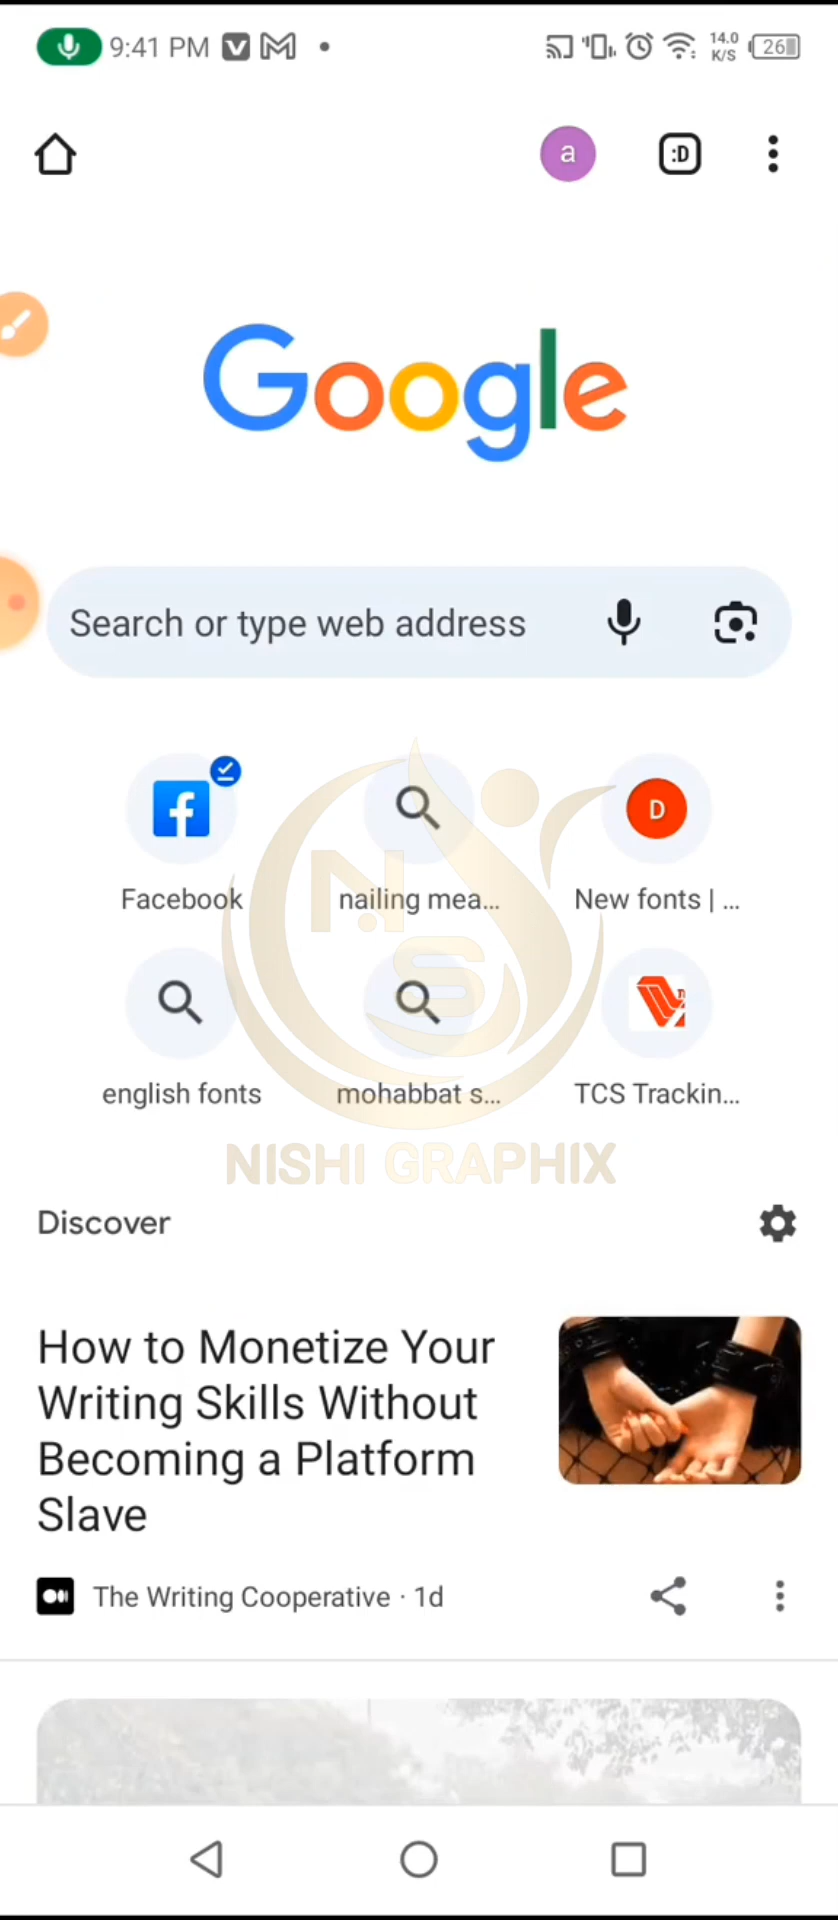 9:41 PM
14.0
K/S
26
a
:D
Google
Search or type web address
Facebook
nailing mea...
New fonts | ...
D
english fonts
mohabbat s...
TCS Trackin...
N
S
NISHI GRAPHIX
Discover
How to Monetize Your
Writing Skills Without
Becoming a Platform
Slave
The Writing Cooperative · 1d